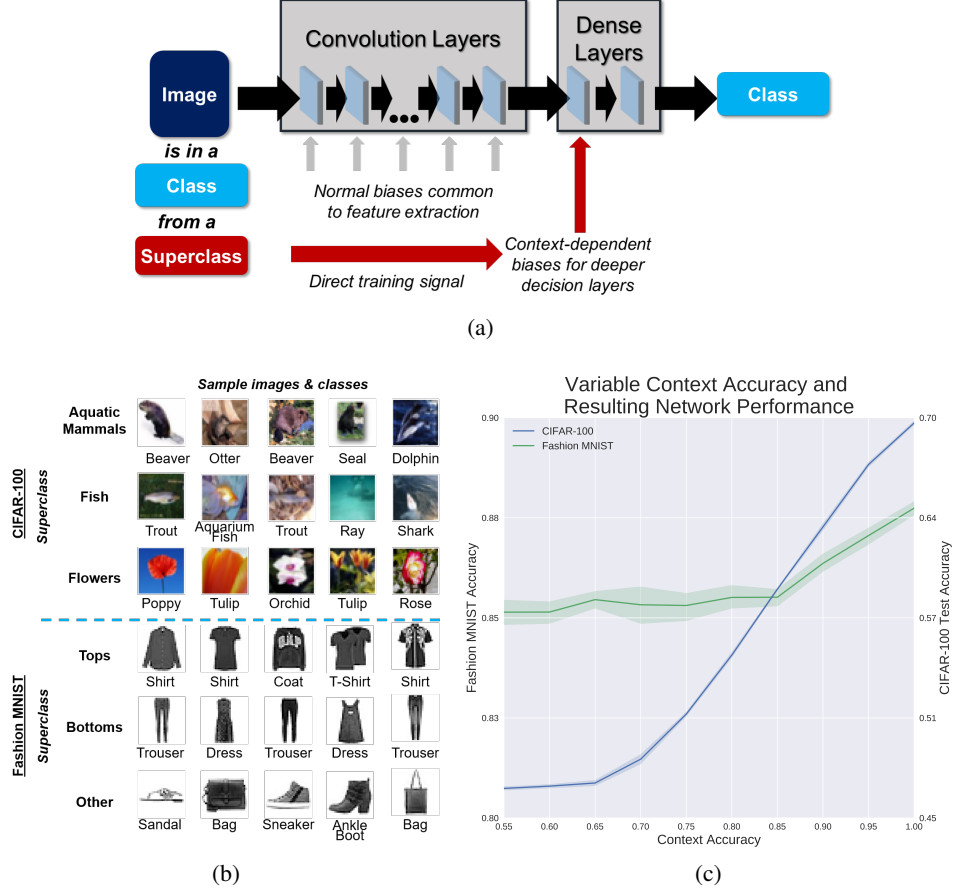 Convolution Layers
Dense
Layers
Image
Class
is in a
Class
from a
Superclass
Normal biases common
to feature extraction
Direct training signal
Context-dependent
biases for deeper
decision layers
(a)
Sample images & classes
CIFAR-100
Superclass
Aquatic
Mammals
Beaver Otter Beaver Seal Dolphin
Fish
Trout Aquarium Fish Trout Ray Shark
Flowers
Poppy Tulip Orchid Tulip Rose
Fashion MNIST
Superclass
Tops
Shirt Shirt Coat T-Shirt Shirt
Bottoms
Trouser Dress Trouser Dress Trouser
Other
Sandal Bag Sneaker Ankle Boot Bag
(b)
Variable Context Accuracy and
Resulting Network Performance
CIFAR-100
Fashion MNIST
Fashion MNIST Accuracy
0.90
0.88
0.85
0.83
0.80
CIFAR-100 Test Accuracy
0.70
0.64
0.57
0.51
0.45
0.55 0.60 0.65 0.70 0.75 0.80 0.85 0.90 0.95 1.00
Context Accuracy
(c)